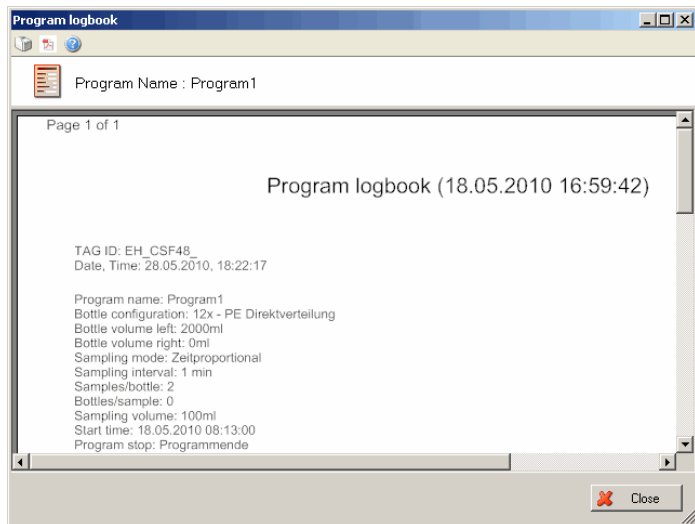 Program logbook
Program Name : Program1
Page 1 of 1
Program logbook (18.05.2010 16:59:42)
TAG ID: EH_CSF48_
Date, Time: 28.05.2010, 18:22:17
Program name: Program1
Bottle configuration: 12x - PE Direktverteilung
Bottle volume left: 2000ml
Bottle volume right: 0ml
Sampling mode: Zeitproportional
Sampling interval: 1 min
Samples/bottle: 2
Bottles/sample: 0
Sampling volume: 100ml
Start time: 18.05.2010 08:13:00
Program stop: Programmende
Close